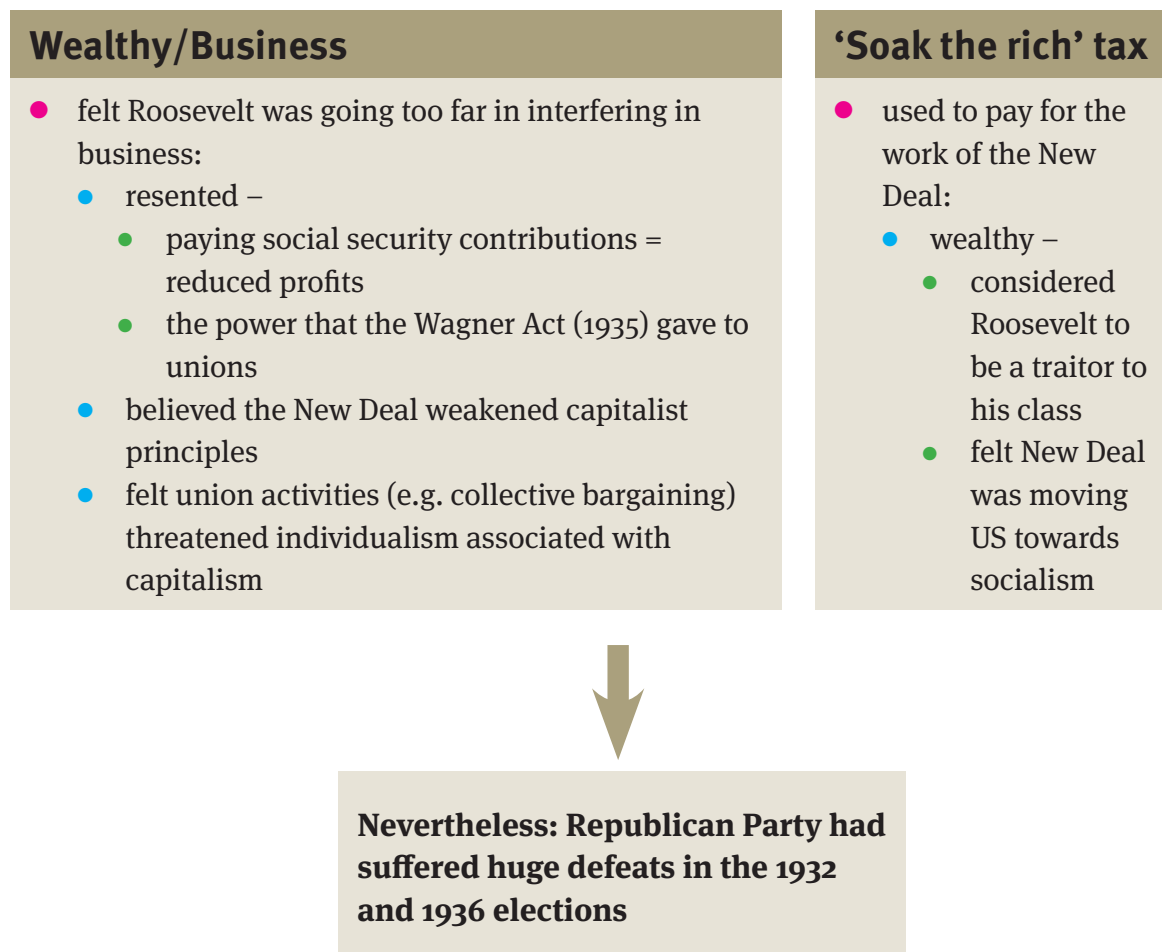 Wealthy/Business
felt Roosevelt was going too far in interfering in
business:
resented –
paying social security contributions =
reduced profits
the power that the Wagner Act (1935) gave to
unions
believed the New Deal weakened capitalist
principles
felt union activities (e.g. collective bargaining)
threatened individualism associated with
capitalism
‘Soak the rich’ tax
used to pay for the
work of the New
Deal:
wealthy –
considered
Roosevelt to
be a traitor to
his class
felt New Deal
was moving
US towards
socialism
Nevertheless: Republican Party had
suffered huge defeats in the 1932
and 1936 elections